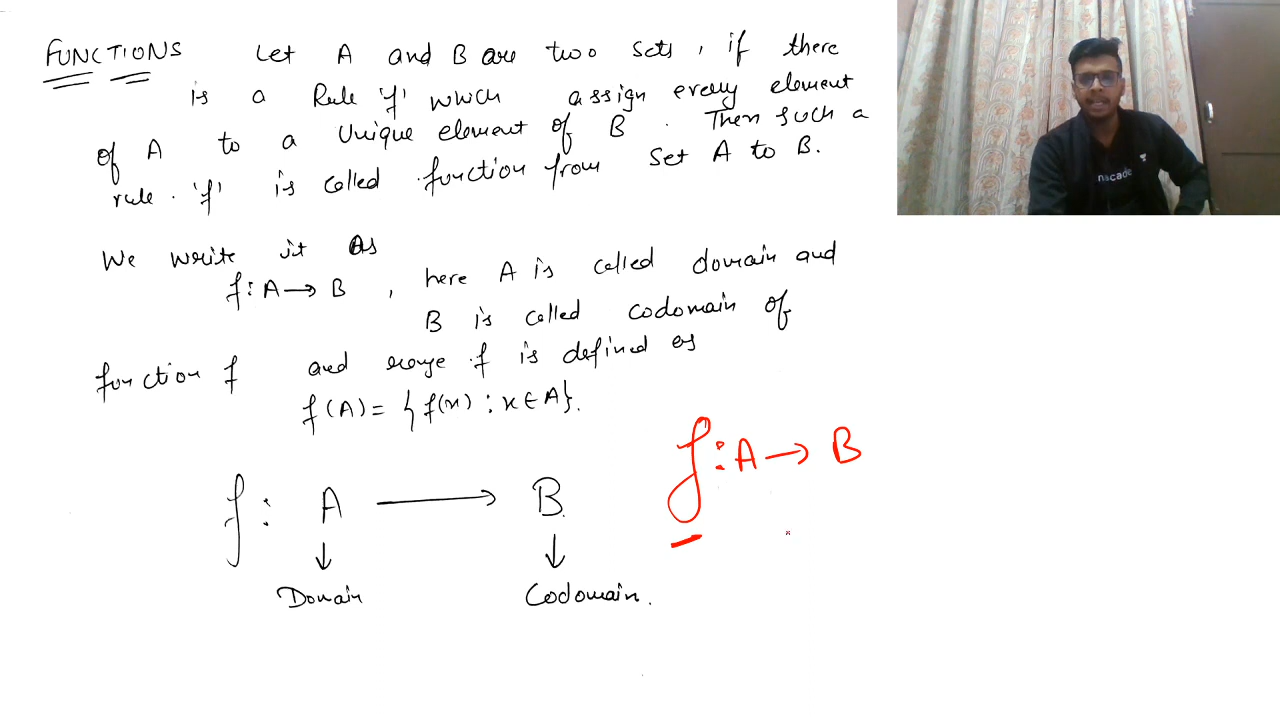 FUNCTIONS Let A and B are two sets, if there
is a Rule 'f' which assign every element
of A to a Unique element of B. Then such a
rule. 'f' is called function from set A to B.
We write it As
f: A → B, here A is called domain and
B is called codomain of
function f and range f is defined as
f(A) = { f(x) : x ∈ A }.
f: A → B
f: A → B.
↓ ↓
Domain Codomain.
nacade